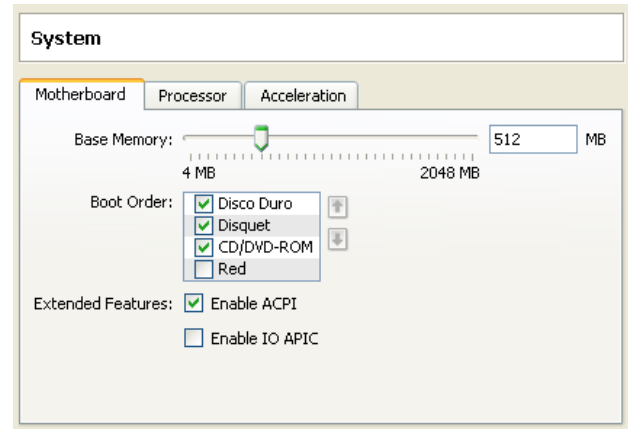 System
Motherboard Processor Acceleration
Base Memory: 512 MB
4 MB 2048 MB
Boot Order: Disco Duro
Disquet
CD/DVD-ROM
Red
Extended Features: Enable ACPI
Enable IO APIC